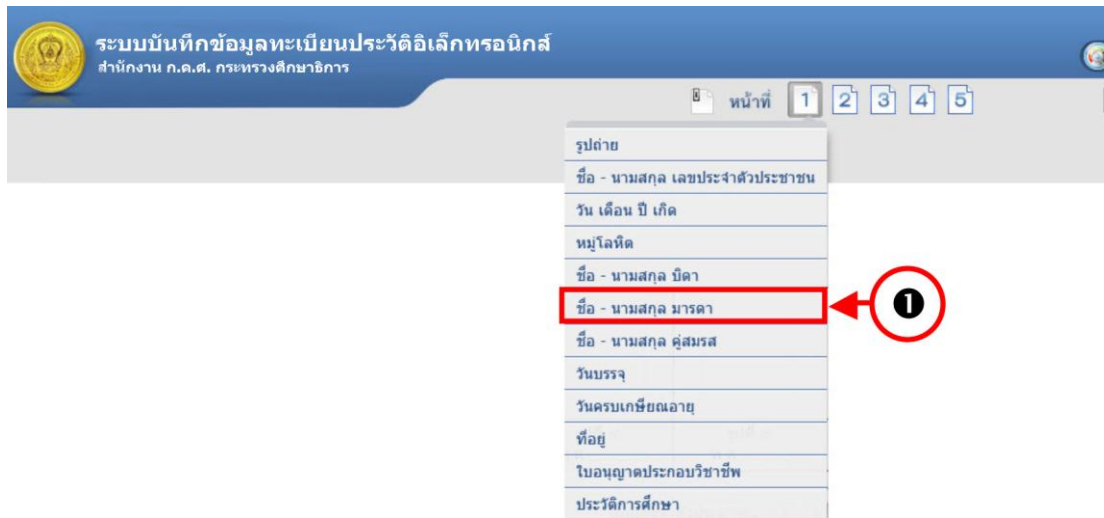 ระบบบันทึกข้อมูลทะเบียนประวัติอิเล็กทรอนิกส์
สำนักงาน ก.ค.ศ. กระทรวงศึกษาธิการ
หน้าที่ 1 2 3 4 5
รูปถ่าย
ชื่อ - นามสกุล เลขประจำตัวประชาชน
วัน เดือน ปี เกิด
หมู่โลหิต
ชื่อ - นามสกุล บิดา
ชื่อ - นามสกุล มารดา
❶
ชื่อ - นามสกุล คู่สมรส
วันบรรจุ
วันครบเกษียณอายุ
ที่อยู่
ใบอนุญาตประกอบวิชาชีพ
ประวัติการศึกษา